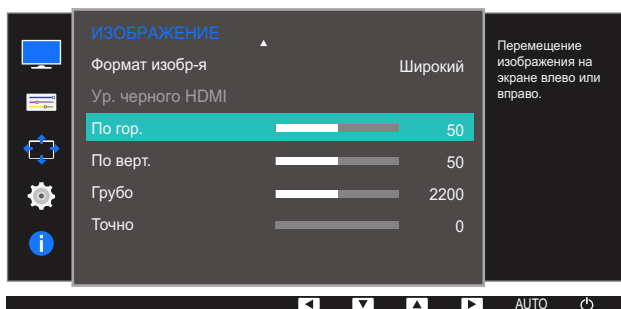 ИЗОБРАЖЕНИЕ
Формат изобр-я Широкий
Ур. черного HDMI
По гор. 50
По верт. 50
Грубо 2200
Точно 0
Перемещение
изображения на
экране влево или
вправо.
AUTO